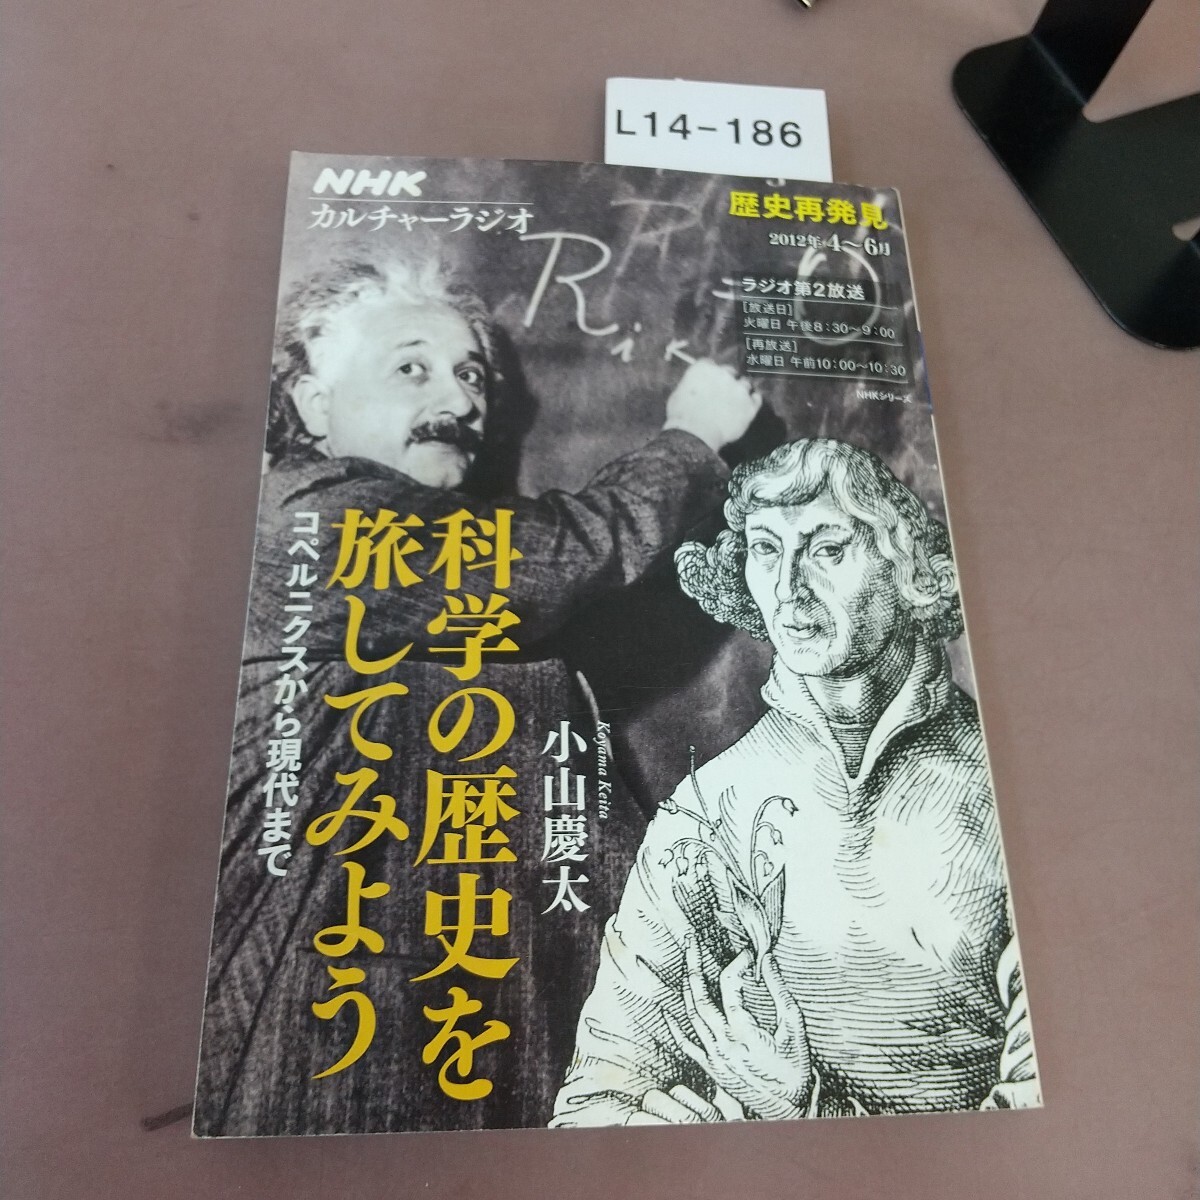 L14-186
NHK
カルチャーラジオ
歴史再発見
2012年4～6月
ラジオ第2放送
[放送日]
火曜日 午後8:30～9:00
[再放送]
水曜日 午前10:00～10:30
NHKシリーズ
R R
ik = 0
科学の歴史を
旅してみよう
コペルニクスから現代まで
小山慶太
Koyama Keita